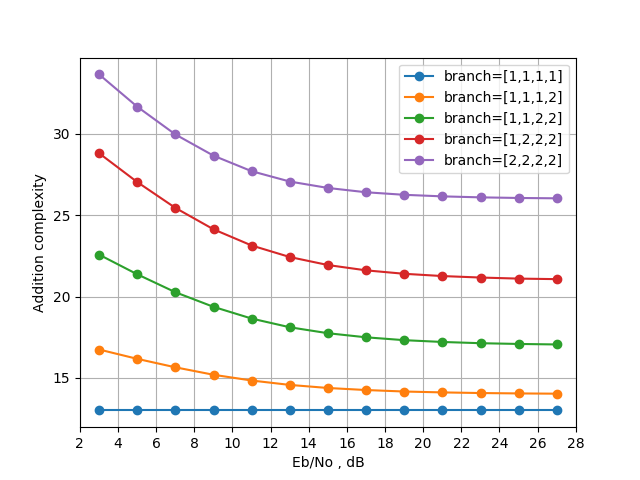 branch=[1,1,1,1]
branch=[1,1,1,2]
branch=[1,1,2,2]
branch=[1,2,2,2]
branch=[2,2,2,2]
Addition complexity
30
25
20
15
2 4 6 8 10 12 14 16 18 20 22 24 26 28
Eb/No , dB